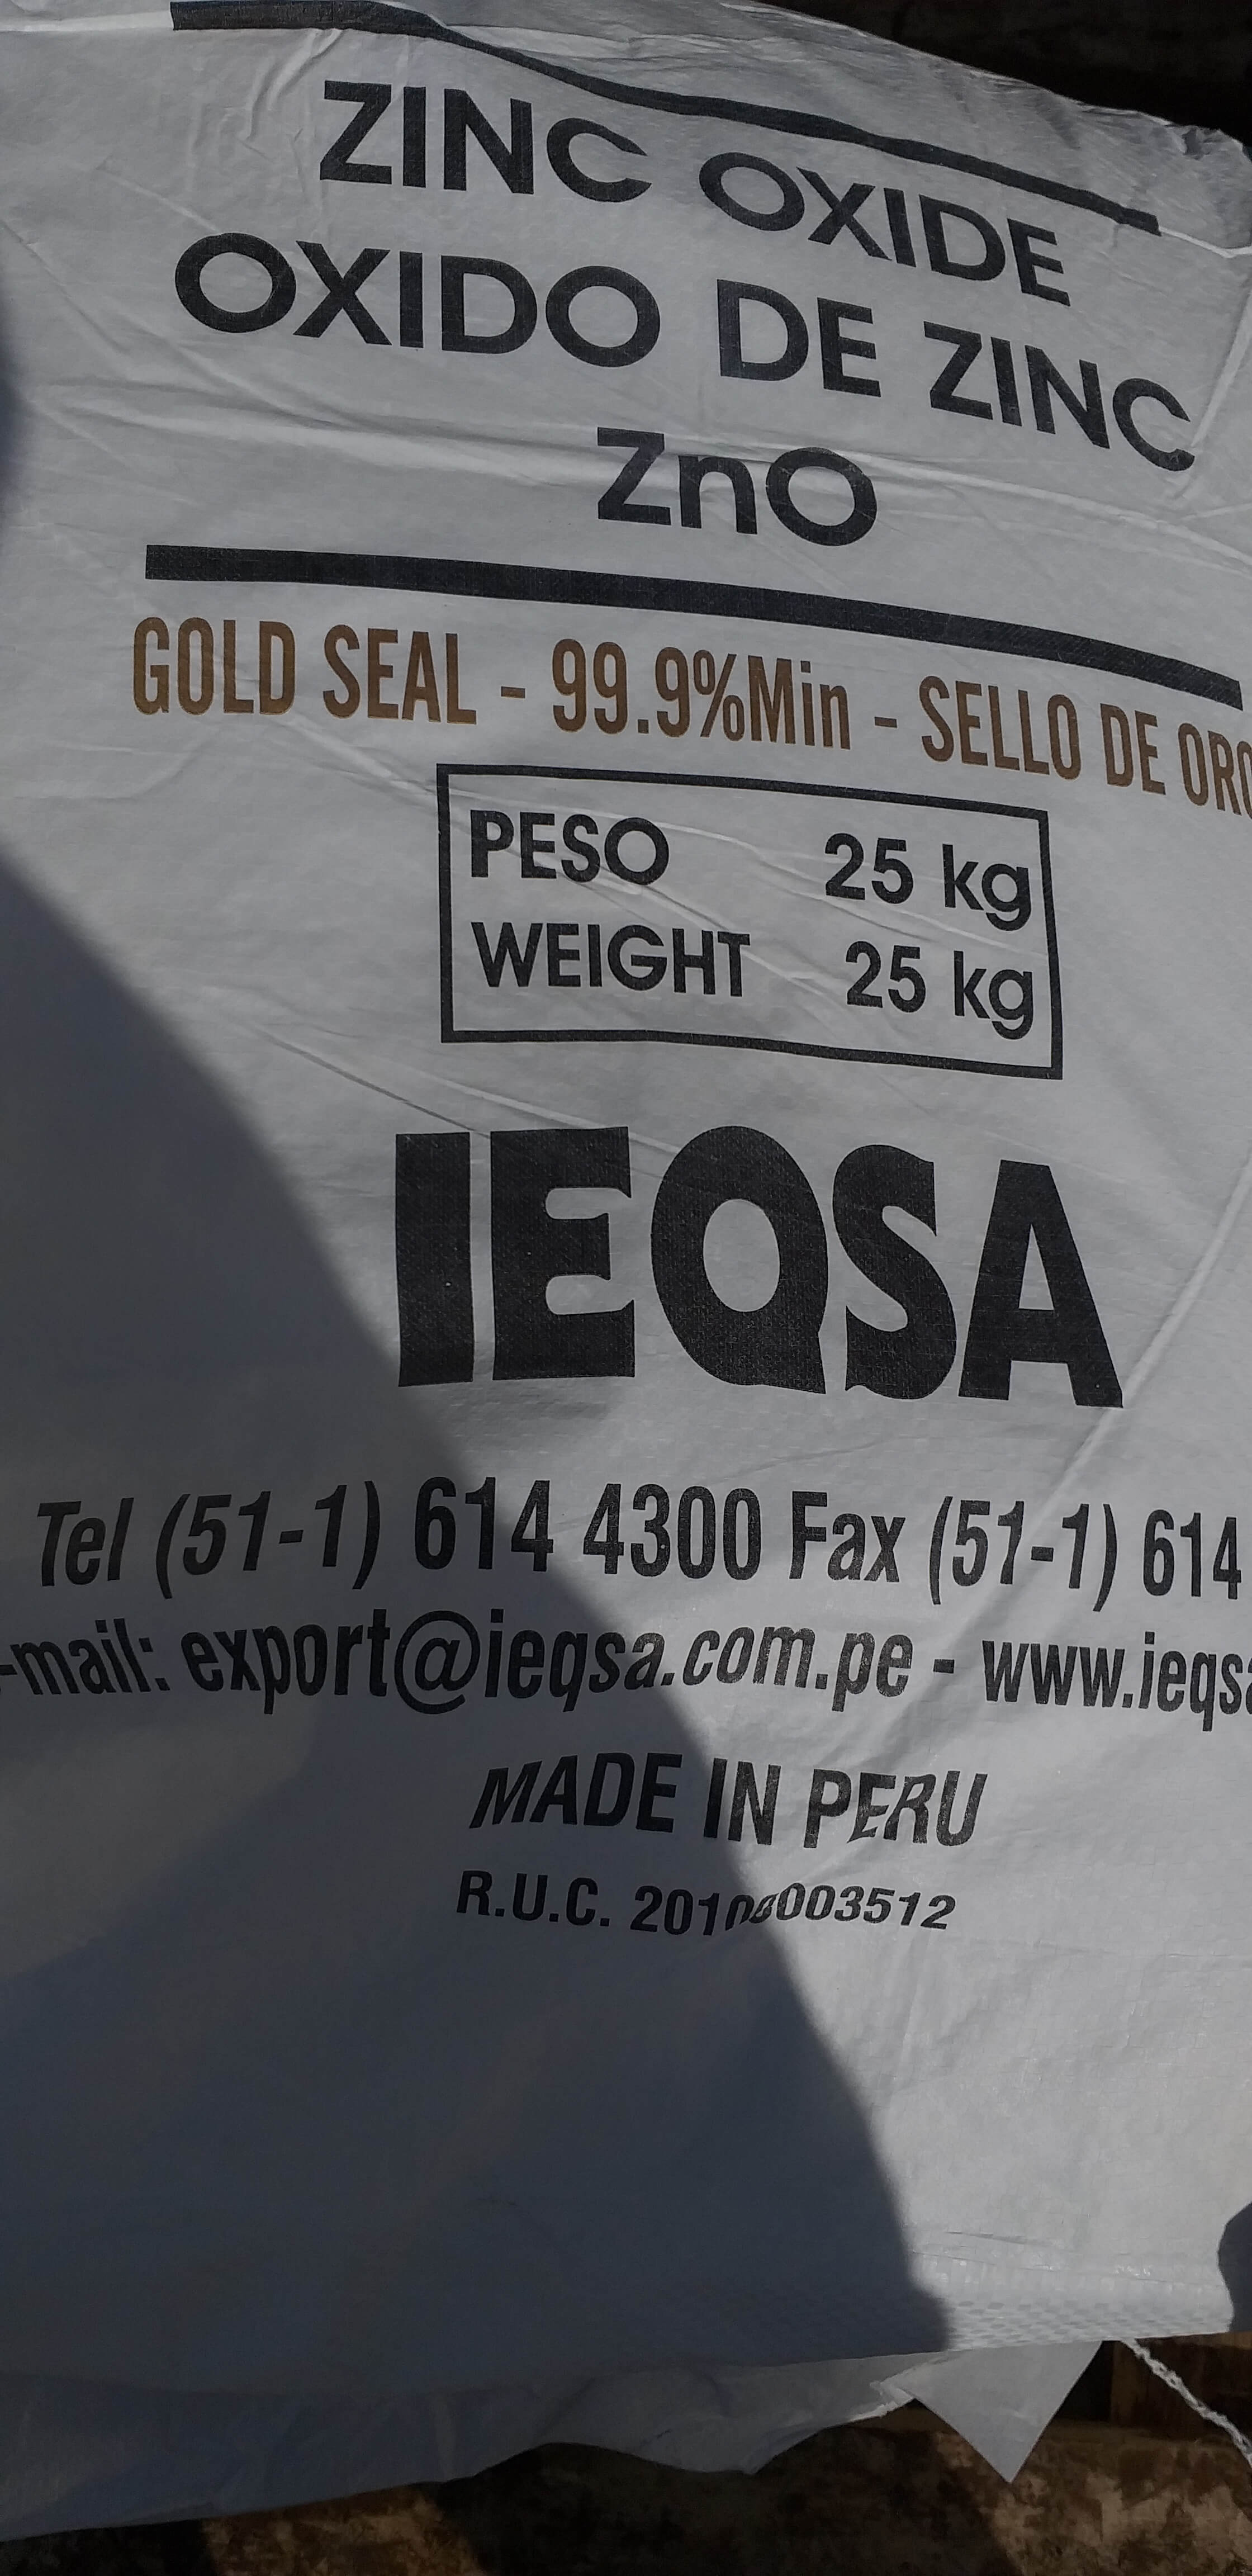 ZINC OXIDE
OXIDO DE ZINC
ZnO
GOLD SEAL - 99.9%Min - SELLO DE ORO
PESO 25 kg
WEIGHT 25 kg
IEQSA
Tel (51-1) 614 4300 Fax (51-1) 614
-mail: export@ieqsa.com.pe - www.ieqsa
MADE IN PERU
R.U.C.